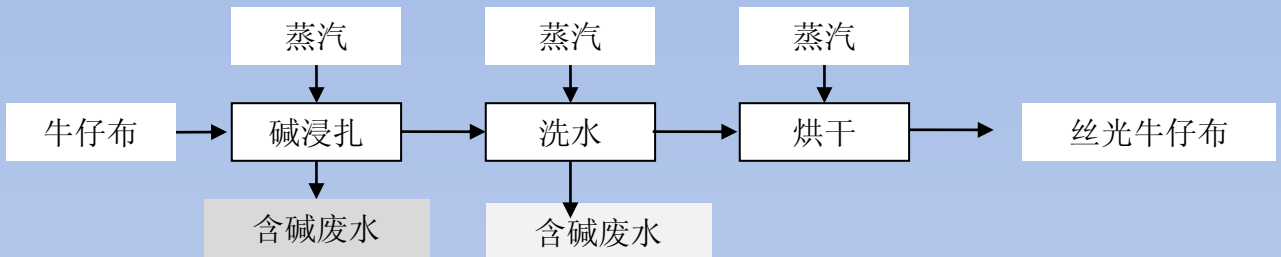 蒸汽
蒸汽
蒸汽
牛仔布
碱浸扎
洗水
烘干
丝光牛仔布
含碱废水
含碱废水